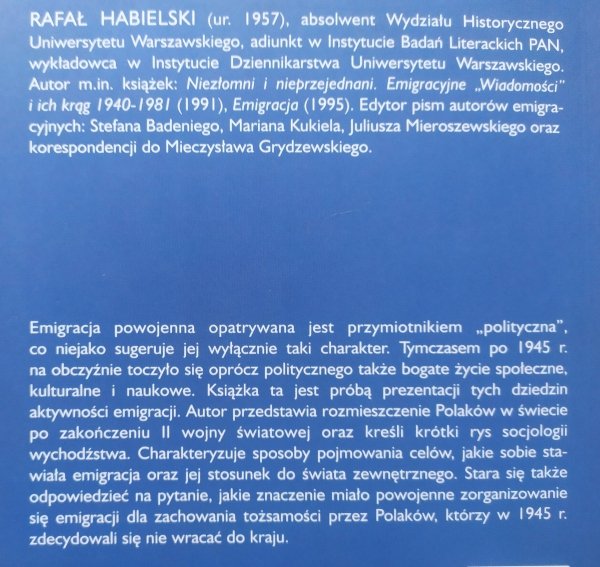 RAFAŁ HABIELSKI (ur. 1957), absolwent Wydziału Historycznego
Uniwersytetu Warszawskiego, adiunkt w Instytucie Badań Literackich PAN,
wykładowca w Instytucie Dziennikarstwa Uniwersytetu Warszawskiego.
Autor m.in. książek: Niezłomni i nieprzejednani. Emigracyjne „Wiadomości”
i ich krąg 1940-1981 (1991), Emigracja (1995). Edytor pism autorów emigra-
cyjnych: Stefana Badeniego, Mariana Kukiela, Juliusza Mieroszewskiego oraz
korespondencji do Mieczysława Grydzewskiego.
Emigracja powojenna opatrywana jest przymiotnikiem „polityczna”,
co niejako sugeruje jej wyłącznie taki charakter. Tymczasem po 1945 r.
na obczyźnie toczyło się oprócz politycznego także bogate życie społeczne,
kulturalne i naukowe. Książka ta jest próbą prezentacji tych dziedzin
aktywności emigracji. Autor przedstawia rozmieszczenie Polaków w świecie
po zakończeniu II wojny światowej oraz kreśli krótki rys socjologii
wychodźstwa. Charakteryzuje sposoby pojmowania celów, jakie sobie sta-
wiała emigracja oraz jej stosunek do świata zewnętrznego. Stara się także
odpowiedzieć na pytanie, jakie znaczenie miało powojenne zorganizowanie
się emigracji dla zachowania tożsamości przez Polaków, którzy w 1945 r.
zdecydowali się nie wracać do kraju.